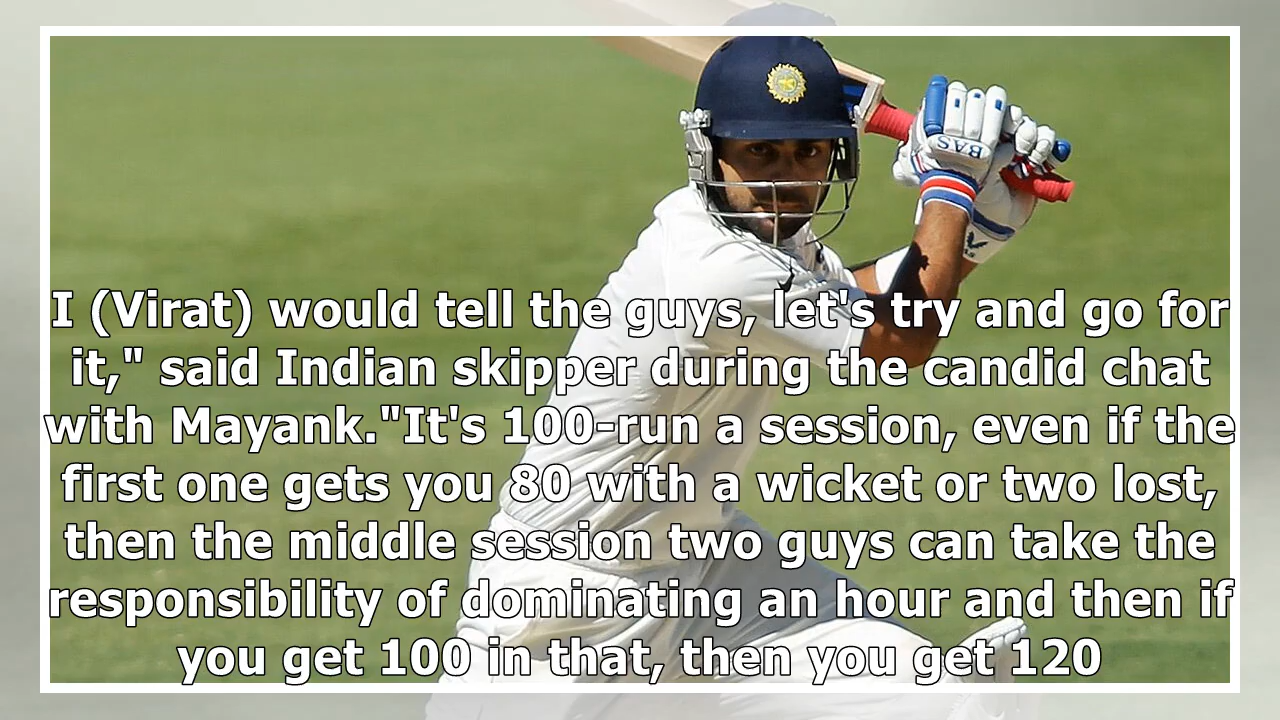 BAS
I (Virat) would tell the guys, let's try and go for
it," said Indian skipper during the candid chat
with Mayank."It's 100-run a session, even if the
first one gets you 80 with a wicket or two lost,
then the middle session two guys can take the
responsibility of dominating an hour and then if
you get 100 in that, then you get 120